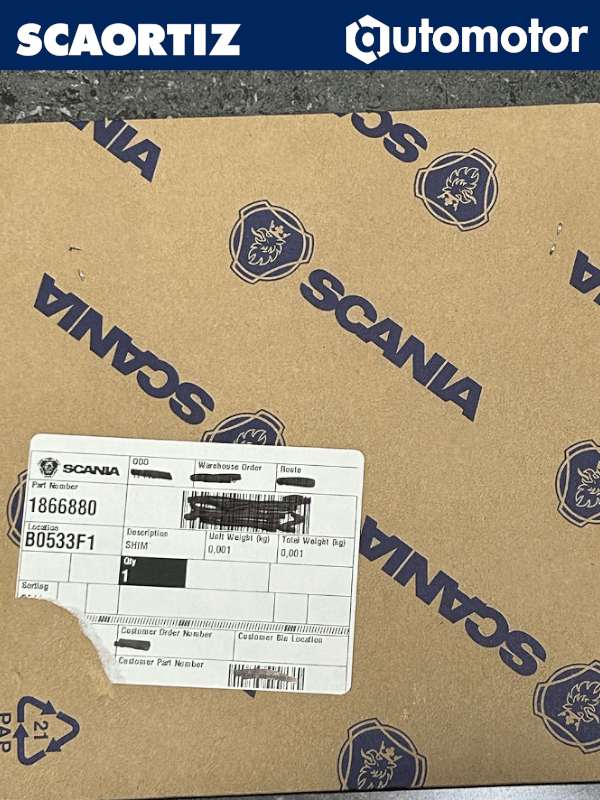 SCAORTIZ
automotor
SCANIA
SCANIA
SCANIA
SCANIA
SCANIA
ODO
Warehouse Order
Route
Part Number
1866880
Location
B0533F1
Description
SHIM
Unit Weight (kg)
0,001
Total Weight (kg)
0,001
Qty
1
Sorting
Customer Order Number
Customer Bin Location
Customer Part Number
21
PAP